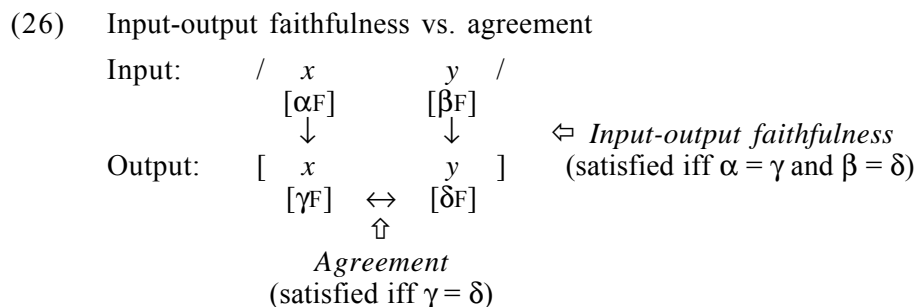 (26) Input-output faithfulness vs. agreement
Input: / x y /
[αF] [βF]
↓ ↓ ⇦ Input-output faithfulness
Output: [ x y ] (satisfied iff α = γ and β = δ)
[γF] ↔ [δF]
⇧
Agreement
(satisfied iff γ = δ)